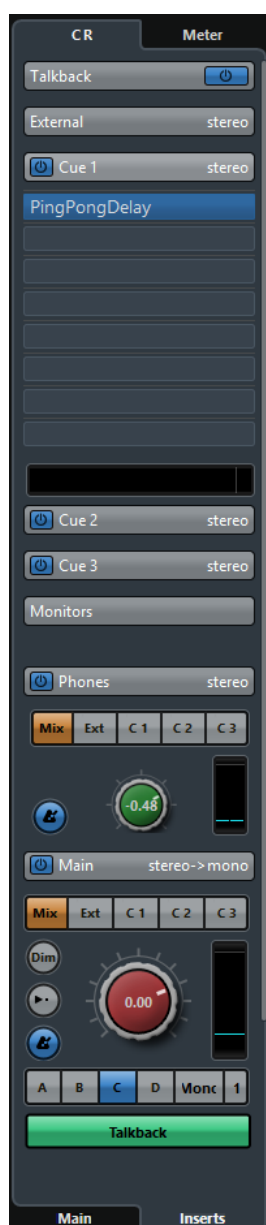 CR Meter
Talkback
External stereo
Cue 1 stereo
PingPongDelay
Cue 2 stereo
Cue 3 stereo
Monitors
Phones stereo
Mix Ext C 1 C 2 C 3
-0.48
Main stereo->mono
Mix Ext C 1 C 2 C 3
Dim
0.00
A B C D Monc 1
Talkback
Main Inserts